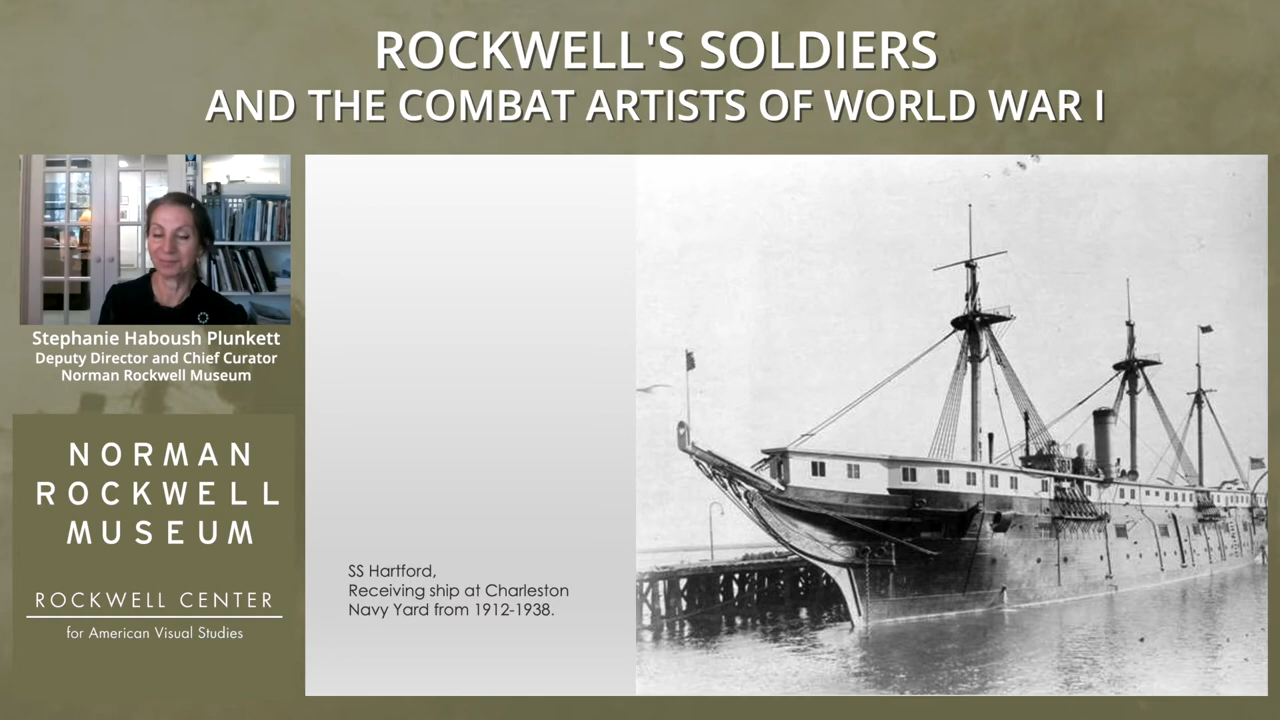 ROCKWELL'S SOLDIERS
AND THE COMBAT ARTISTS OF WORLD WAR I
Stephanie Haboush Plunkett
Deputy Director and Chief Curator
Norman Rockwell Museum
NORMAN
ROCKWELL
MUSEUM
ROCKWELL CENTER
for American Visual Studies
SS Hartford,
Receiving ship at Charleston
Navy Yard from 1912-1938.